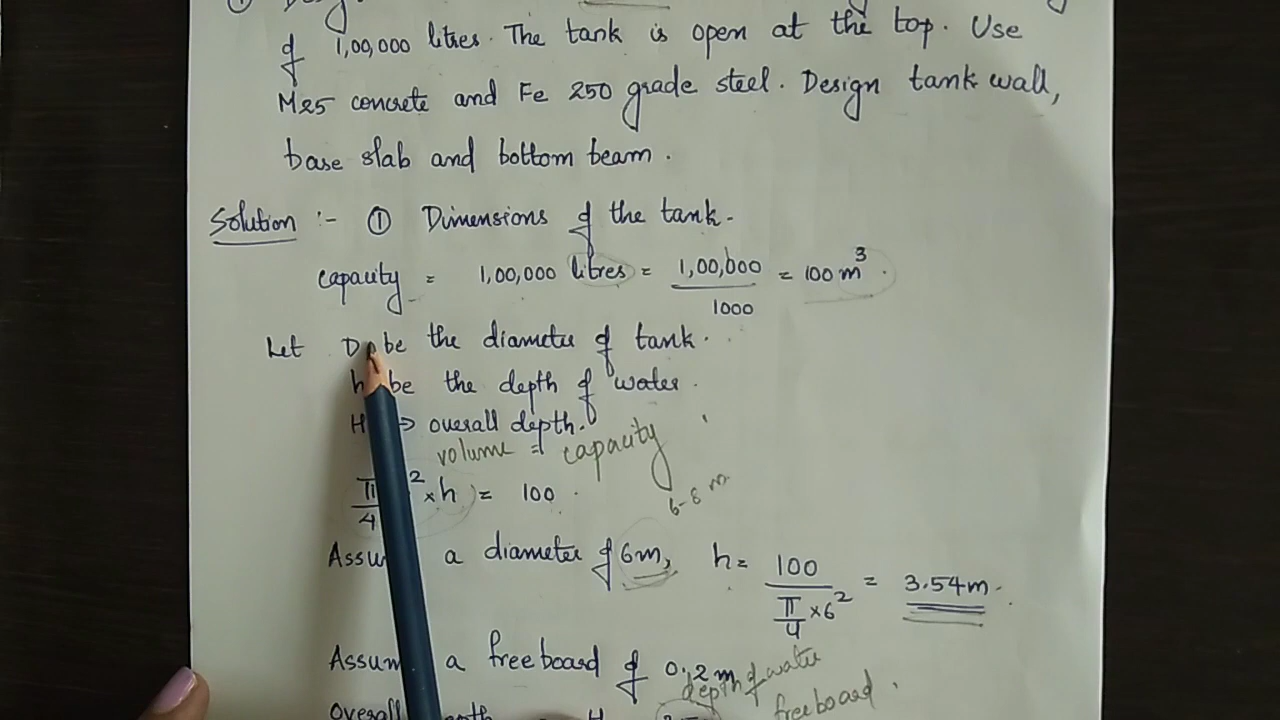 of 1,00,000 litres. The tank is open at the top. Use
M25 concrete and Fe 250 grade steel. Design tank wall,
base slab and bottom beam.
Solution :- ① Dimensions of the tank.
capacity = 1,00,000 litres = 1,00,000 / 1000 = 100 m³.
Let D be the diameter of tank.
h be the depth of water.
H => overall depth.
volume = capacity
π/4 ² × h = 100.
6-8 m
a diameter of 6m, h = 100 / (π/4 × 6²) = 3.54m.
a freeboard of 0.2m
depth of water
freeboard.